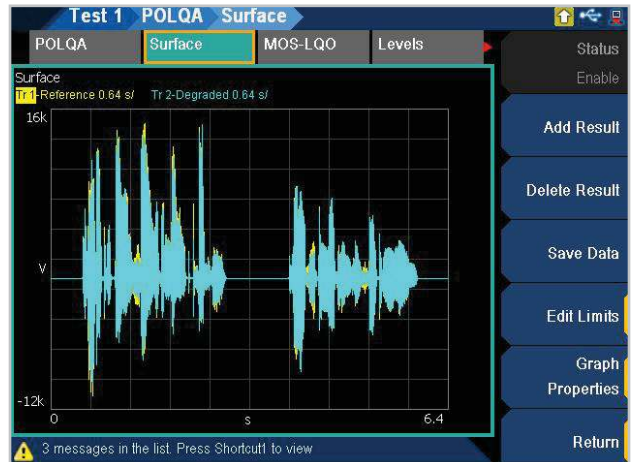 Test 1 POLQA Surface
POLQA Surface MOS-LQO Levels
Status
Enable
Surface
Tr 1-Reference 0.64 s/ Tr 2-Degraded 0.64 s/
16k
Add Result
Delete Result
Save Data
V
Edit Limits
Graph
Properties
-12k
0 s 6.4
3 messages in the list. Press Shortcut1 to view
Return